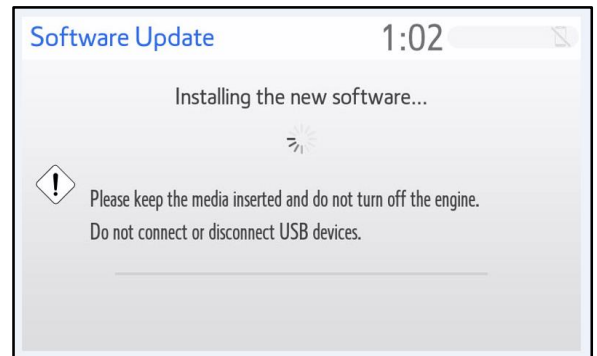 Software Update 1:02
Installing the new software...
Please keep the media inserted and do not turn off the engine.
Do not connect or disconnect USB devices.